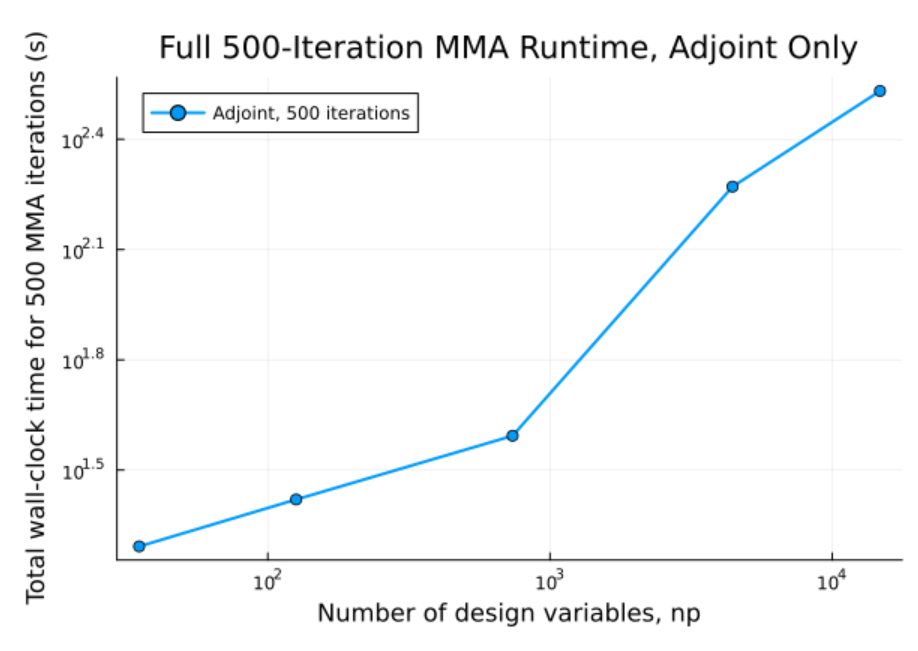 Full 500-Iteration MMA Runtime, Adjoint Only
Total wall-clock time for 500 MMA iterations (s)
Adjoint, 500 iterations
10^2.4
10^2.1
10^1.8
10^1.5
10^2
10^3
10^4
Number of design variables, np